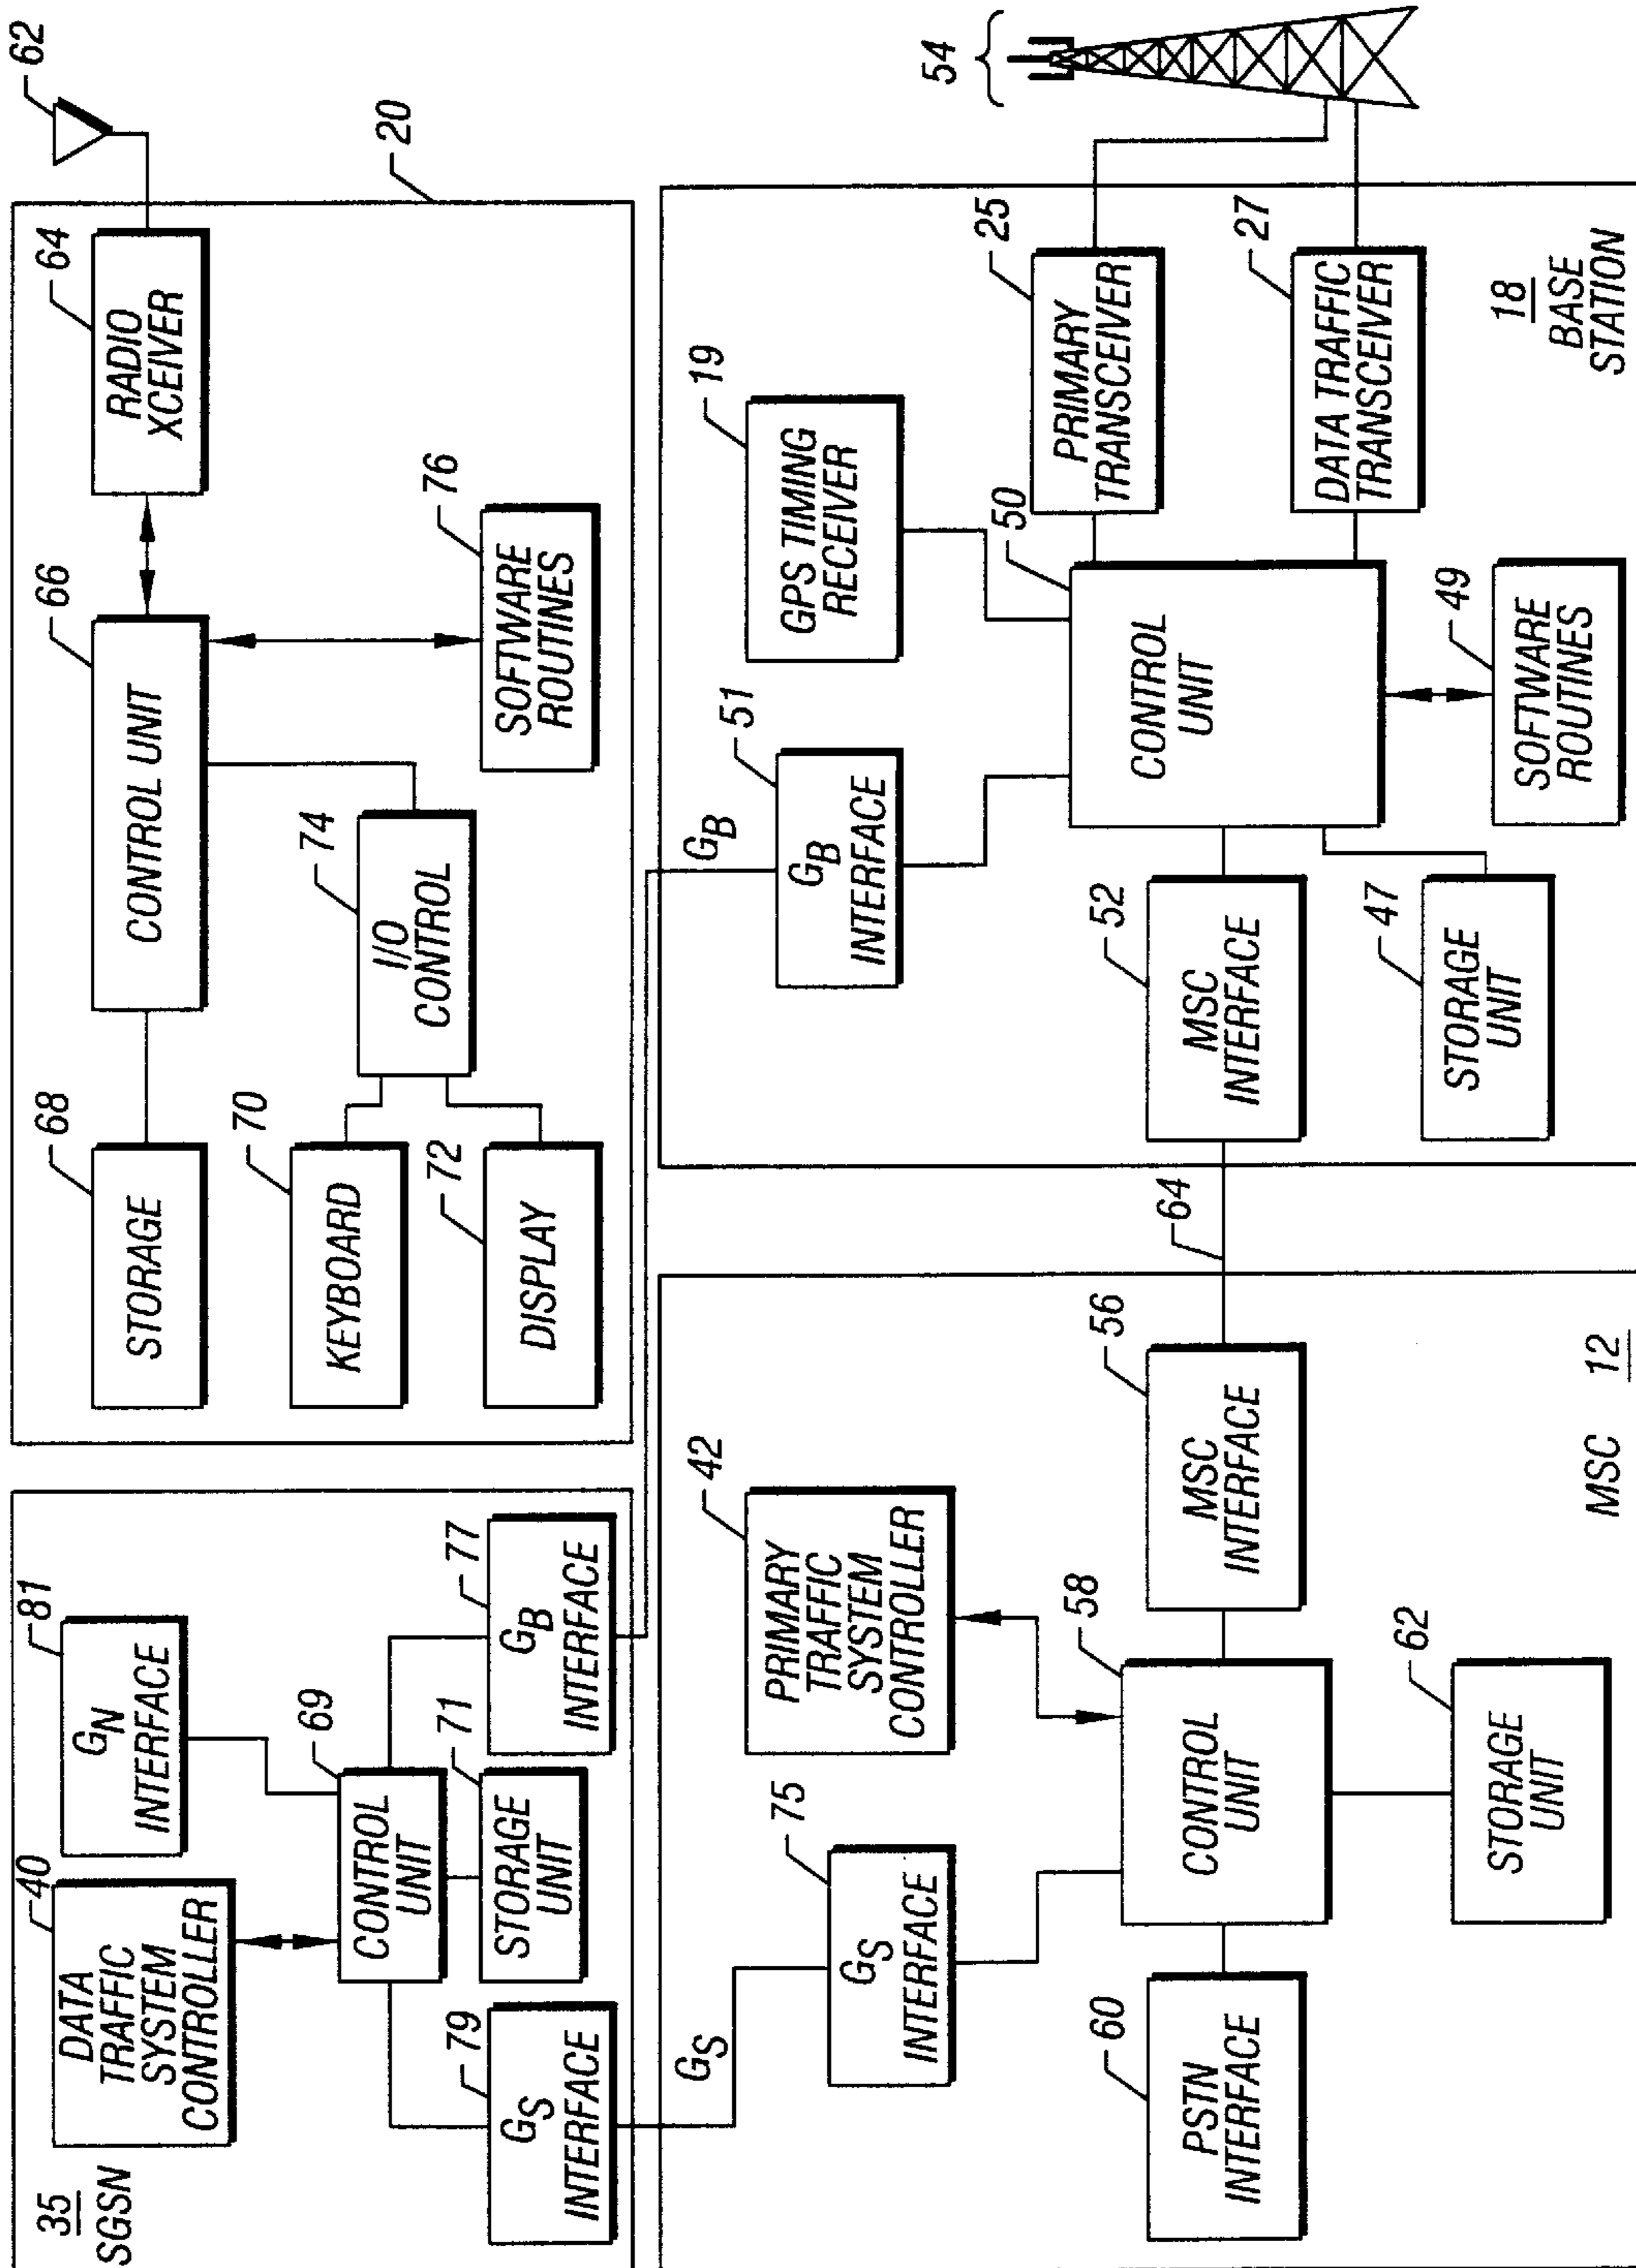 35
SGSN
40
DATA
TRAFFIC
SYSTEM
CONTROLLER
81
GN
INTERFACE
69
CONTROL
UNIT
71
STORAGE
UNIT
77
GB
INTERFACE
79
GS
INTERFACE
62
20
64
RADIO
XCEIVER
66
CONTROL UNIT
68
STORAGE
70
KEYBOARD
72
DISPLAY
74
I/O
CONTROL
76
SOFTWARE
ROUTINES
GS
75
GS
INTERFACE
42
PRIMARY
TRAFFIC
SYSTEM
CONTROLLER
58
CONTROL
UNIT
56
MSC
INTERFACE
60
PSTN
INTERFACE
62
STORAGE
UNIT
MSC 12
64
GB
51
GB
INTERFACE
19
GPS TIMING
RECEIVER
50
CONTROL
UNIT
52
MSC
INTERFACE
47
STORAGE
UNIT
49
SOFTWARE
ROUTINES
25
PRIMARY
TRANSCEIVER
27
DATA TRAFFIC
TRANSCEIVER
54
18
BASE
STATION